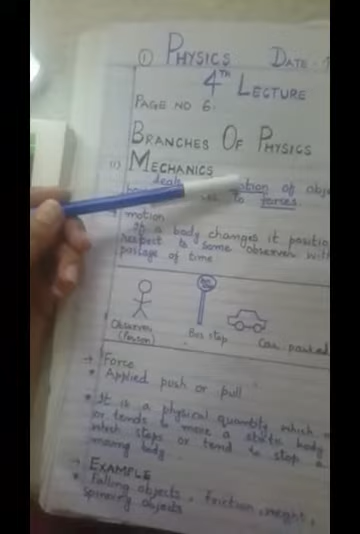 ① PHYSICS DATE:
4TH LECTURE
PAGE NO 6.
BRANCHES OF PHYSICS
(1) MECHANICS
deals motion of obj
to forses
motion
If a body changes it positio
respect to some observer with
passage of time
Observer
(Person)
Bus stop
Car parked
→ Force
* Applied push or pull
* It is a physical quantity which m
or tends to move a static body
which stops or tend to stop a
moving body
→ EXAMPLE
* Falling objects, friction, weight,
spinning objects